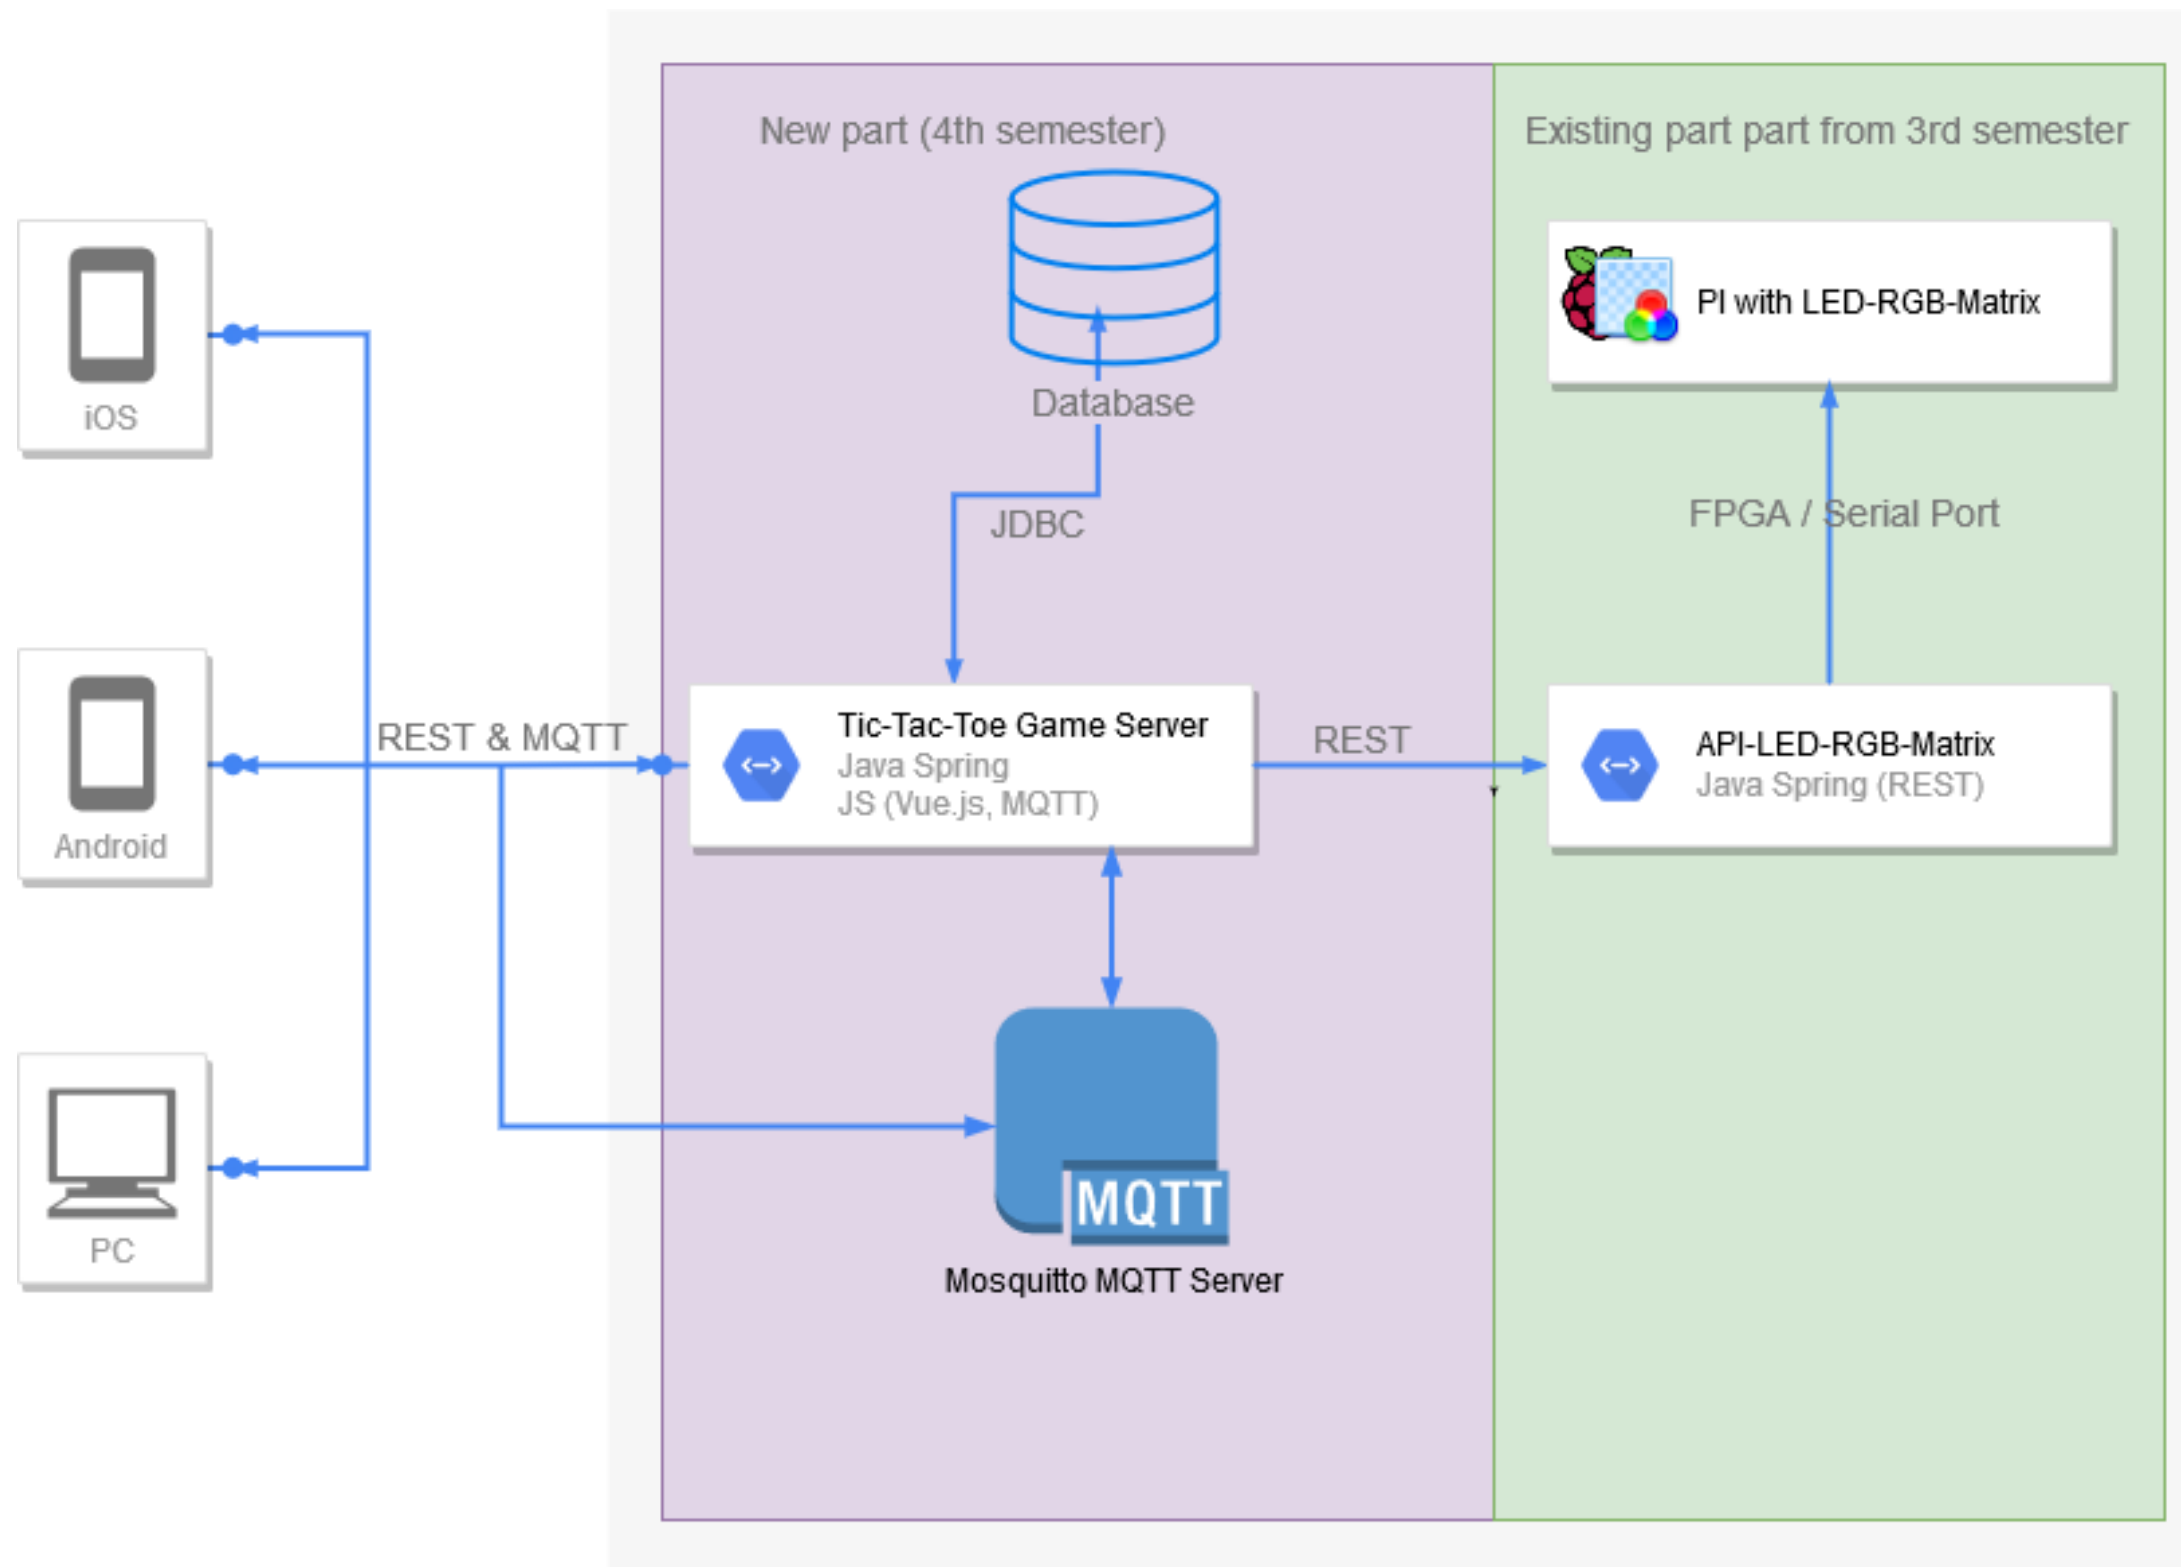 New part (4th semester)
Existing part part from 3rd semester
iOS
Database
JDBC
PI with LED-RGB-Matrix
FPGA / Serial Port
Android
REST & MQTT
Tic-Tac-Toe Game Server
Java Spring
JS (Vue.js, MQTT)
REST
API-LED-RGB-Matrix
Java Spring (REST)
PC
MQTT
Mosquitto MQTT Server